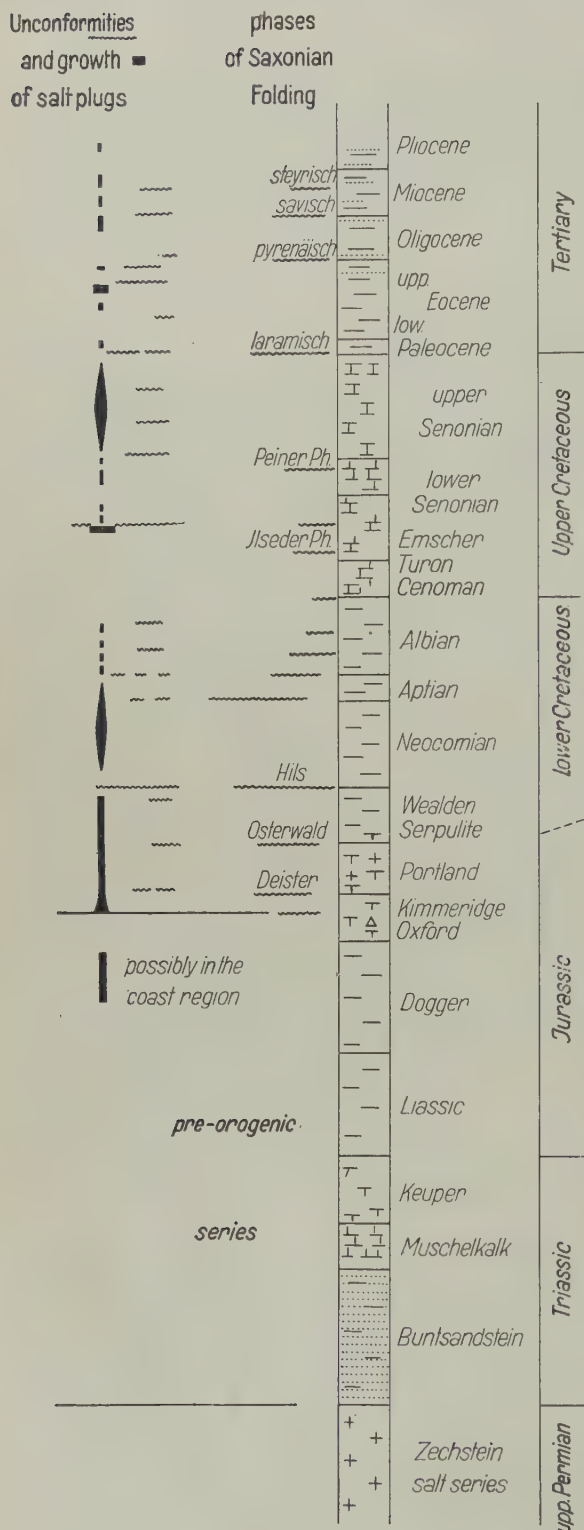 Unconformities
and growth
of salt plugs
phases
of Saxonian
Folding
Pliocene
steyrisch
Miocene
savisch
Oligocene
pyrenäisch
upp.
Eocene
low.
laramisch
Paleocene
Tertiary
upper
Senonian
Peiner Ph.
lower
Senonian
Jlseder Ph.
Emscher
Turon
Cenoman
Upper Cretaceous
Albian
Aptian
Neocomian
Hils
Lower Cretaceous
Wealden
Osterwald
Serpulite
Portland
Deister
Kimmeridge
Oxford
possibly in the
coast region
Dogger
Jurassic
Liassic
pre-orogenic
Keuper
series
Muschelkalk
Buntsandstein
Triassic
Zechstein
salt series
upp. Permian